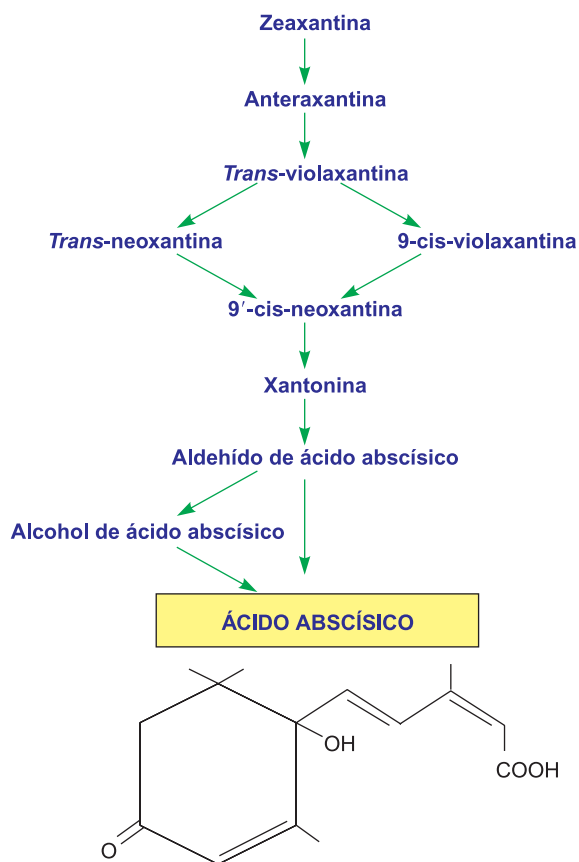 Zeaxantina
Anteraxantina
Trans-violaxantina
Trans-neoxantina
9-cis-violaxantina
9′-cis-neoxantina
Xantonina
Aldehído de ácido abscísico
Alcohol de ácido abscísico
ÁCIDO ABSCÍSICO
OH
COOH
O